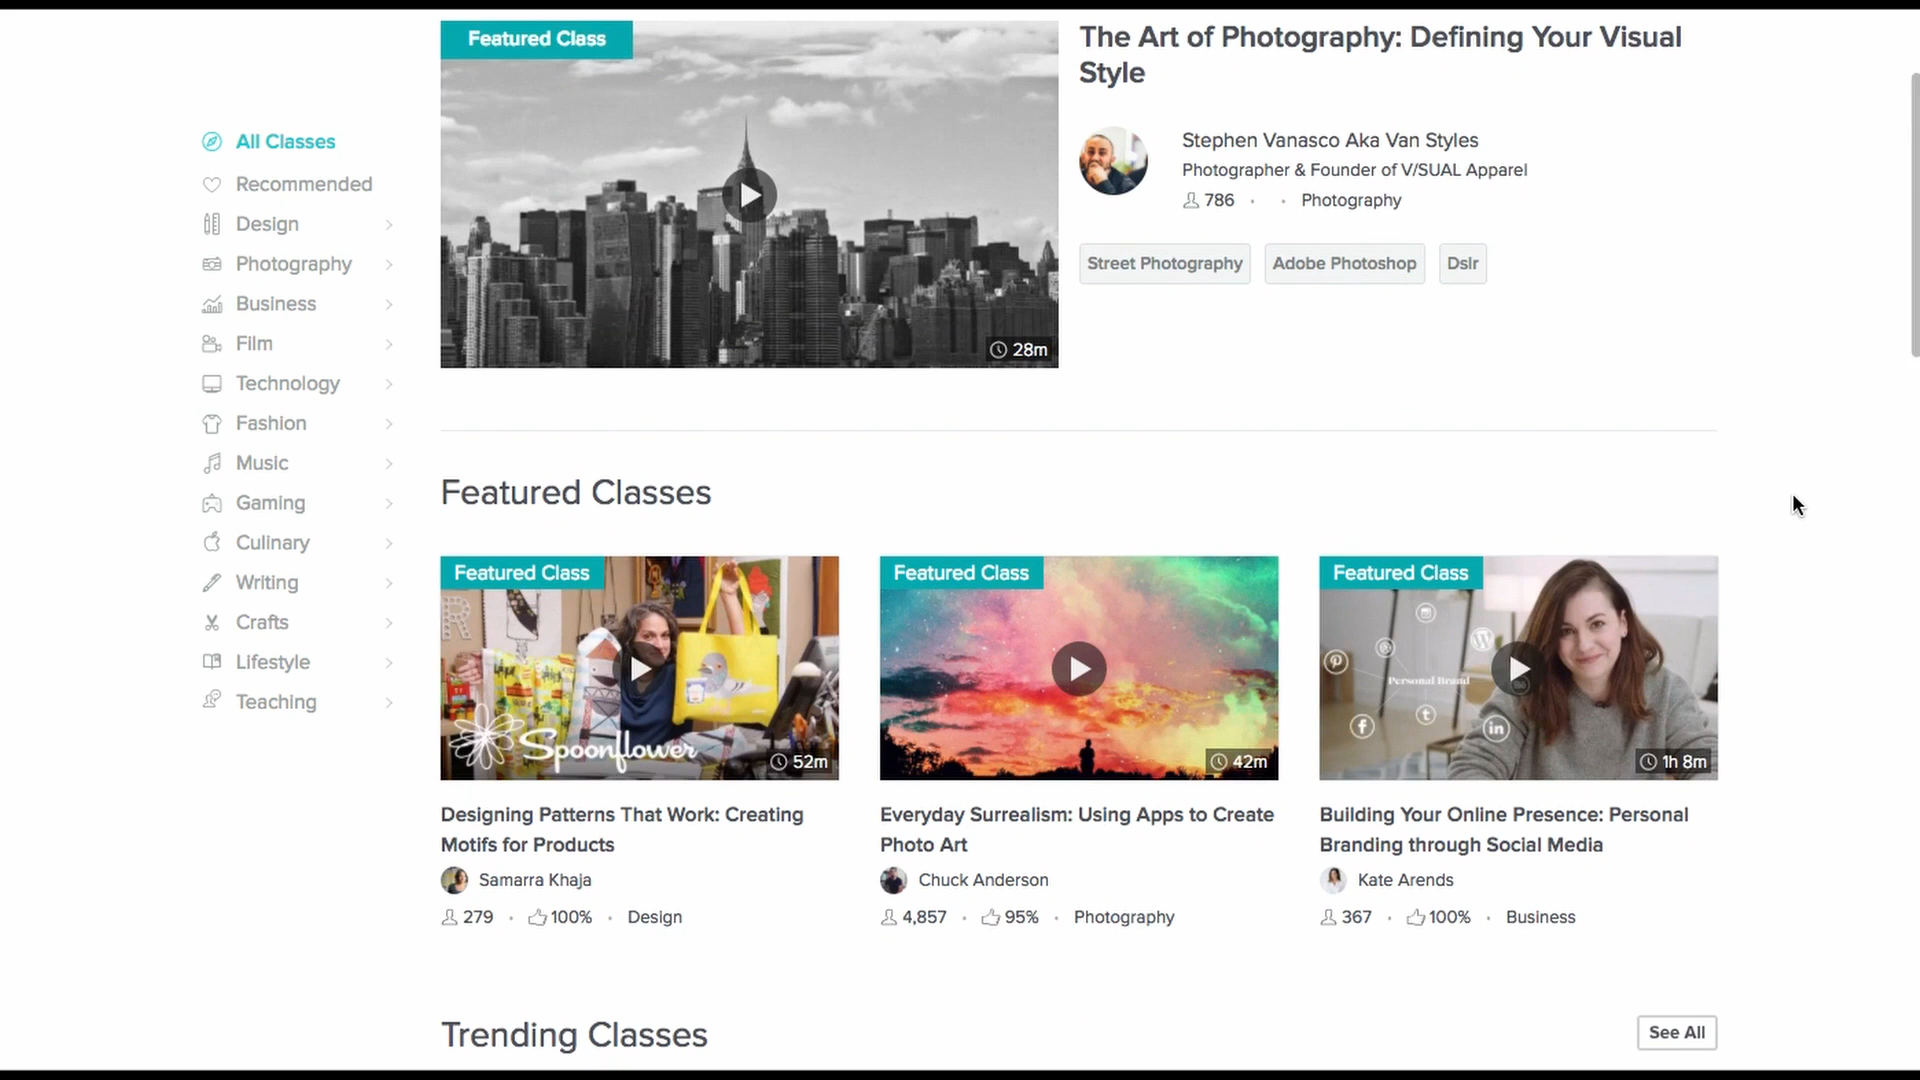 Featured Class
28m
The Art of Photography: Defining Your Visual
Style
Stephen Vanasco Aka Van Styles
Photographer & Founder of V/SUAL Apparel
786 · · Photography
Street Photography
Adobe Photoshop
Dslr
All Classes
Recommended
Design
Photography
Business
Film
Technology
Fashion
Music
Gaming
Culinary
Writing
Crafts
Lifestyle
Teaching
Featured Classes
Featured Class
R
Spoonflower
52m
Designing Patterns That Work: Creating
Motifs for Products
Samarra Khaja
279 · 100% · Design
Featured Class
42m
Everyday Surrealism: Using Apps to Create
Photo Art
Chuck Anderson
4,857 · 95% · Photography
Featured Class
Personal Brand
1h 8m
Building Your Online Presence: Personal
Branding through Social Media
Kate Arends
367 · 100% · Business
Trending Classes
See All